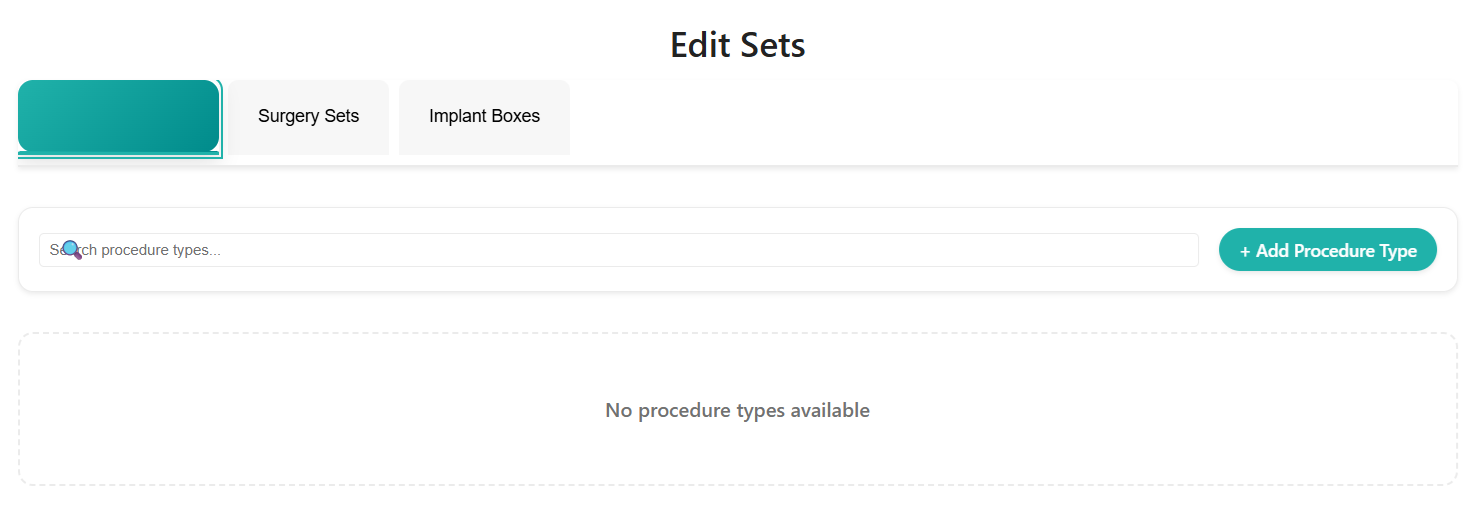 Edit Sets
Surgery Sets
Implant Boxes
Search procedure types...
+ Add Procedure Type
No procedure types available